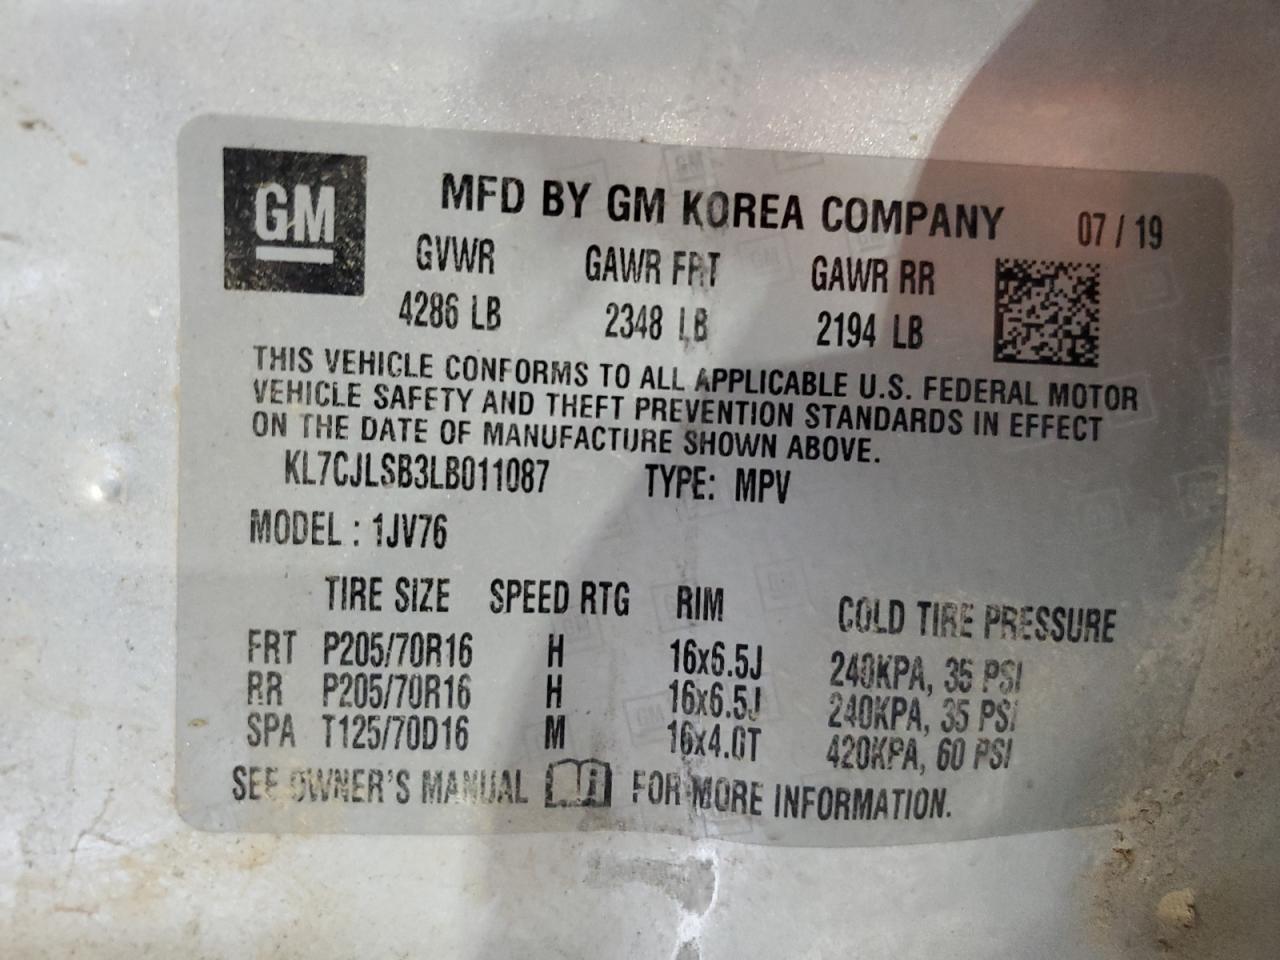 GM
MFD BY GM KOREA COMPANY 07 / 19
GVWR GAWR FRT GAWR RR
4286 LB 2348 LB 2194 LB
THIS VEHICLE CONFORMS TO ALL APPLICABLE U.S. FEDERAL MOTOR
VEHICLE SAFETY AND THEFT PREVENTION STANDARDS IN EFFECT
ON THE DATE OF MANUFACTURE SHOWN ABOVE.
KL7CJLSB3LB011087 TYPE: MPV
MODEL : 1JV76
TIRE SIZE SPEED RTG RIM COLD TIRE PRESSURE
FRT P205/70R16 H 16x6.5J 240KPA, 35 PSI
RR P205/70R16 H 16x6.5J 240KPA, 35 PSI
SPA T125/70D16 M 16x4.0T 420KPA, 60 PSI
SEE OWNER'S MANUAL FOR MORE INFORMATION.